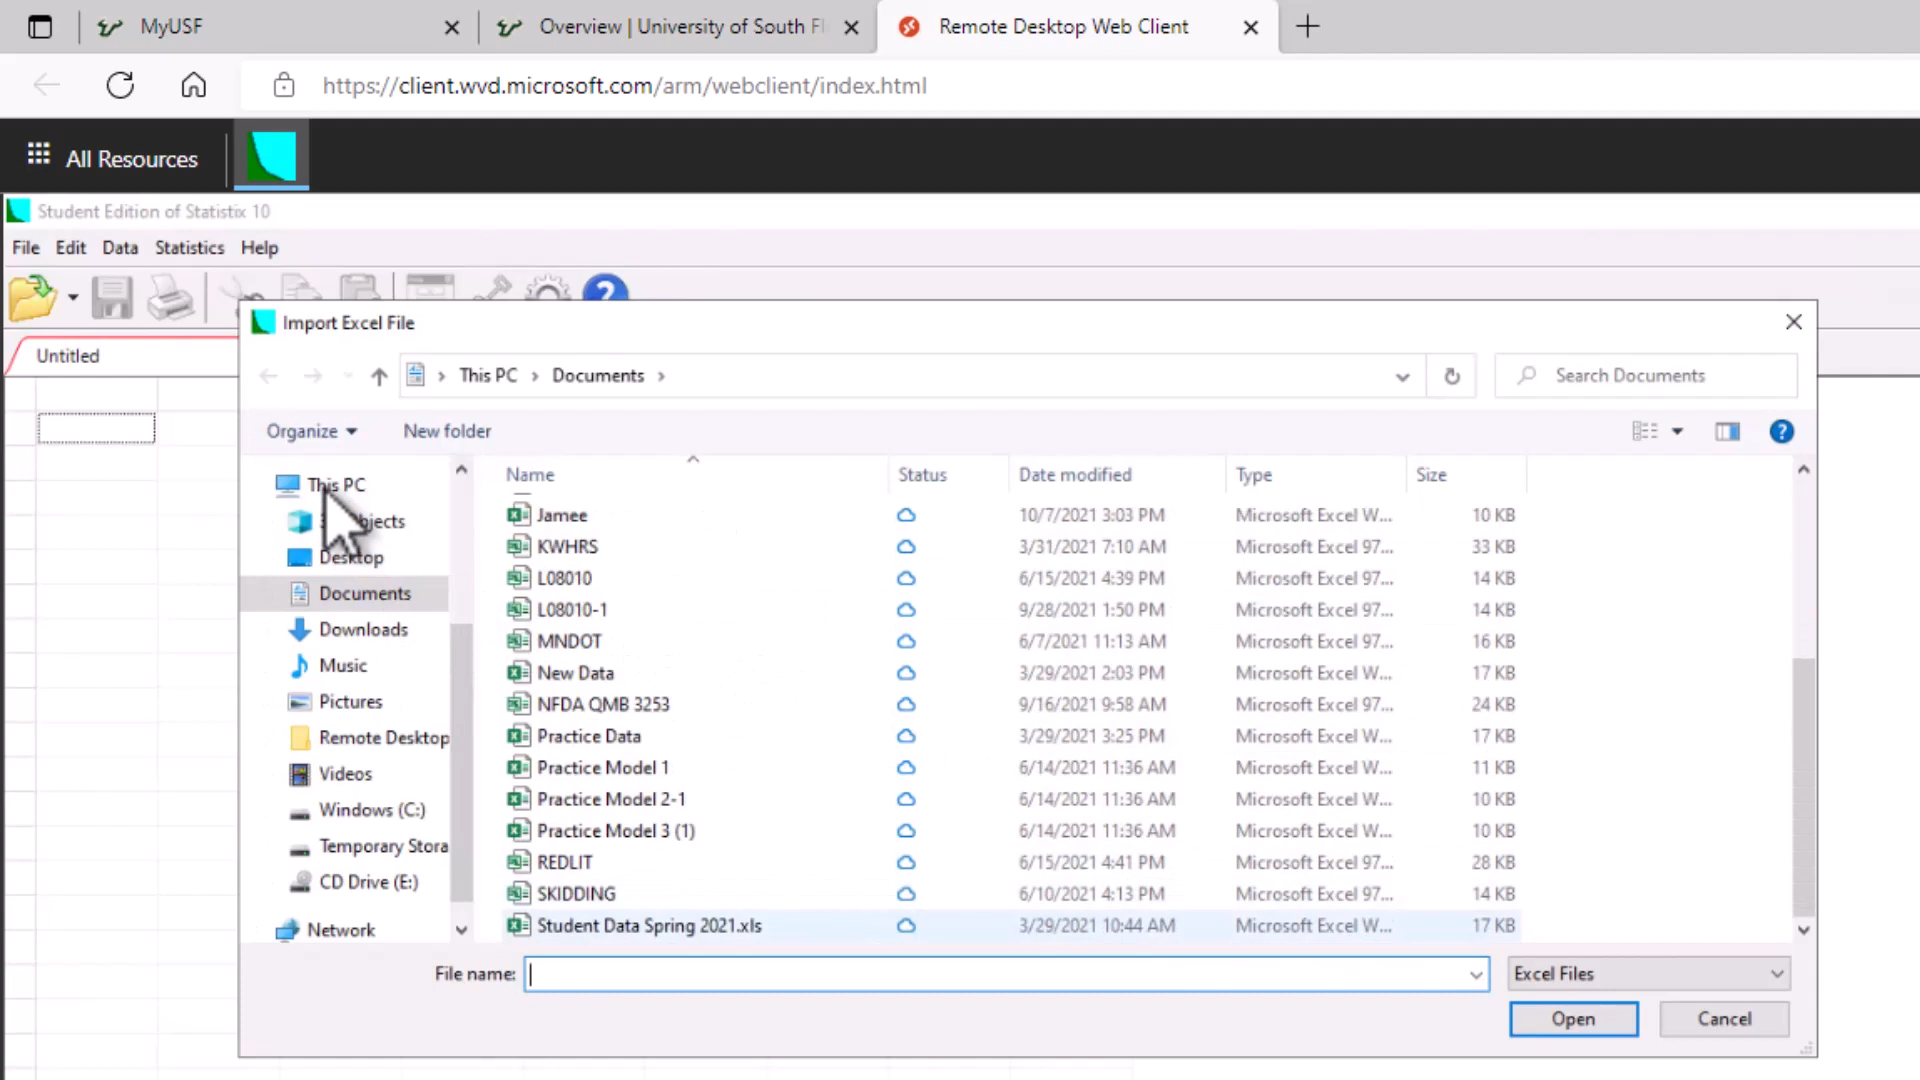 MyUSF
Overview | University of South Fl
Remote Desktop Web Client
https://client.wvd.microsoft.com/arm/webclient/index.html
All Resources
Student Edition of Statistix 10
File Edit Data Statistics Help
Import Excel File
Untitled
This PC > Documents >
Search Documents
Organize New folder
Name Status Date modified Type Size
This PC
Desktop
Documents
Downloads
Music
Pictures
Remote Desktop
Videos
Windows (C:)
Temporary Stora
CD Drive (E:)
Network
Jamee 10/7/2021 3:03 PM Microsoft Excel W... 10 KB
KWHRS 3/31/2021 7:10 AM Microsoft Excel 97... 33 KB
L08010 6/15/2021 4:39 PM Microsoft Excel 97... 14 KB
L08010-1 9/28/2021 1:50 PM Microsoft Excel 97... 14 KB
MNDOT 6/7/2021 11:13 AM Microsoft Excel 97... 16 KB
New Data 3/29/2021 2:03 PM Microsoft Excel W... 17 KB
NFDA QMB 3253 9/16/2021 9:58 AM Microsoft Excel 97... 24 KB
Practice Data 3/29/2021 3:25 PM Microsoft Excel W... 17 KB
Practice Model 1 6/14/2021 11:36 AM Microsoft Excel W... 11 KB
Practice Model 2-1 6/14/2021 11:36 AM Microsoft Excel W... 10 KB
Practice Model 3 (1) 6/14/2021 11:36 AM Microsoft Excel W... 10 KB
REDLIT 6/15/2021 4:41 PM Microsoft Excel 97... 28 KB
SKIDDING 6/10/2021 4:13 PM Microsoft Excel 97... 14 KB
Student Data Spring 2021.xls 3/29/2021 10:44 AM Microsoft Excel W... 17 KB
File name:
Excel Files
Open Cancel